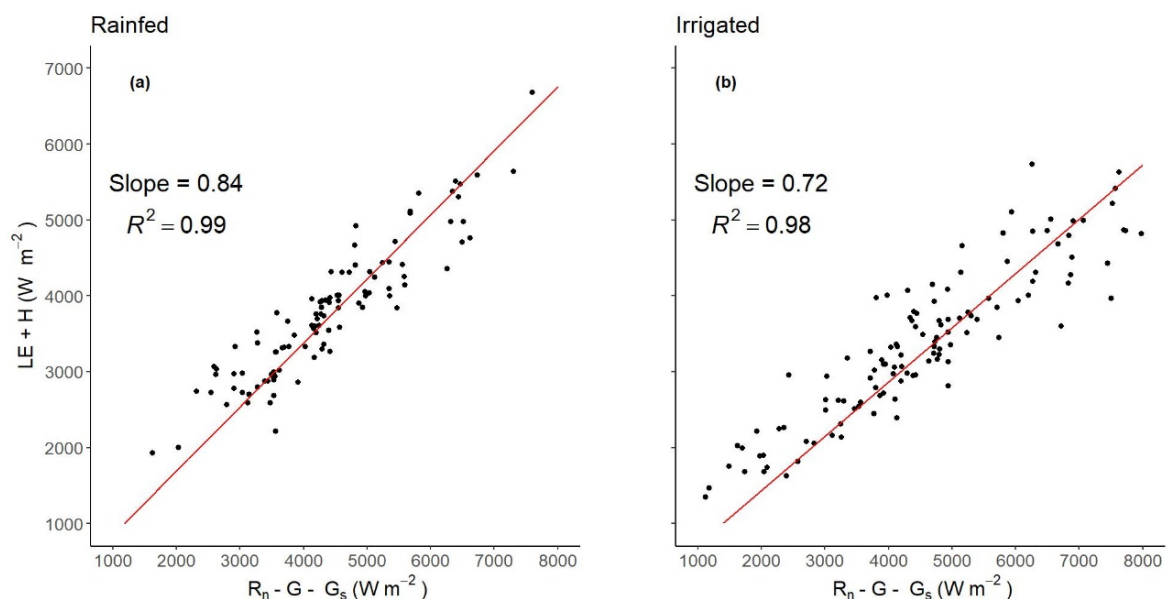 Rainfed
(a)
Slope = 0.84
R² = 0.99
LE + H (W m⁻²)
7000
6000
5000
4000
3000
2000
1000
1000 2000 3000 4000 5000 6000 7000 8000
Rₙ - G - Gₛ (W m⁻²)
Irrigated
(b)
Slope = 0.72
R² = 0.98
1000 2000 3000 4000 5000 6000 7000 8000
Rₙ - G - Gₛ (W m⁻²)